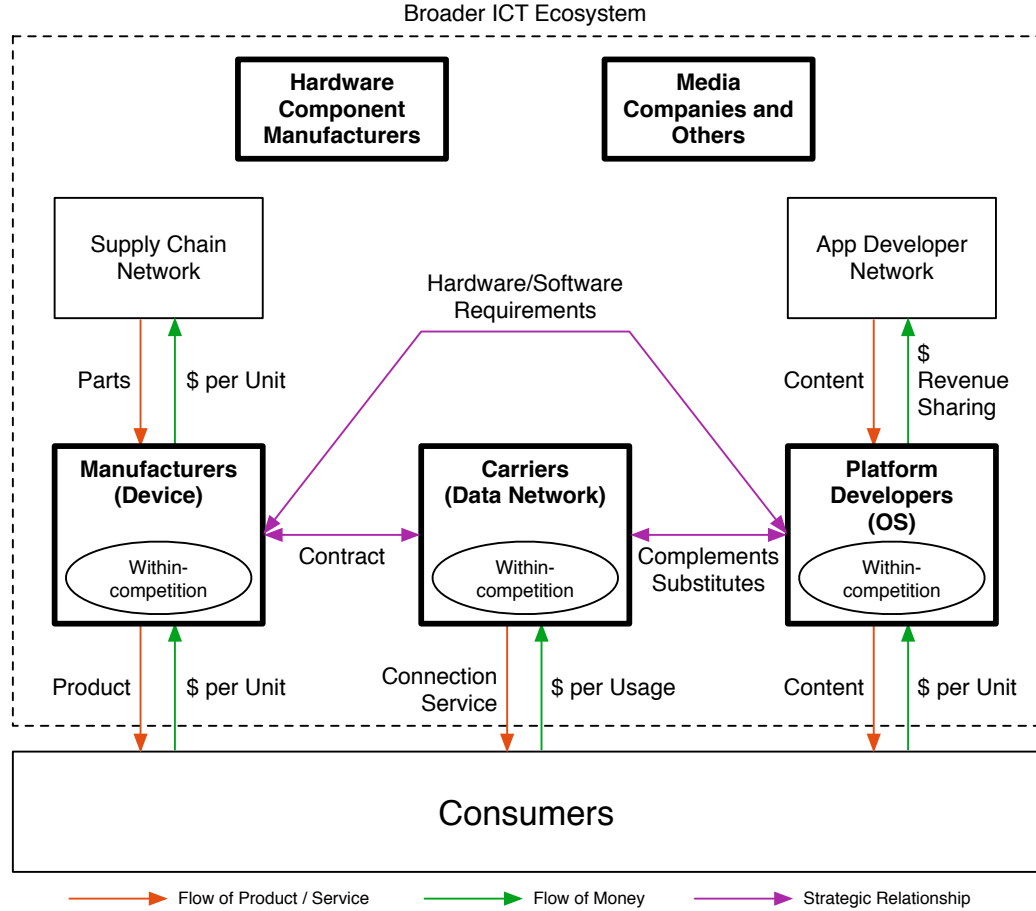 Broader ICT Ecosystem
Hardware
Component
Manufacturers
Media
Companies and
Others
Supply Chain
Network
App Developer
Network
Hardware/Software
Requirements
Parts
$ per Unit
Content
$
Revenue
Sharing
Manufacturers
(Device)
Within-
competition
Contract
Carriers
(Data Network)
Within-
competition
Complements
Substitutes
Platform
Developers
(OS)
Within-
competition
Product
$ per Unit
Connection
Service
$ per Usage
Content
$ per Unit
Consumers
Flow of Product / Service
Flow of Money
Strategic Relationship